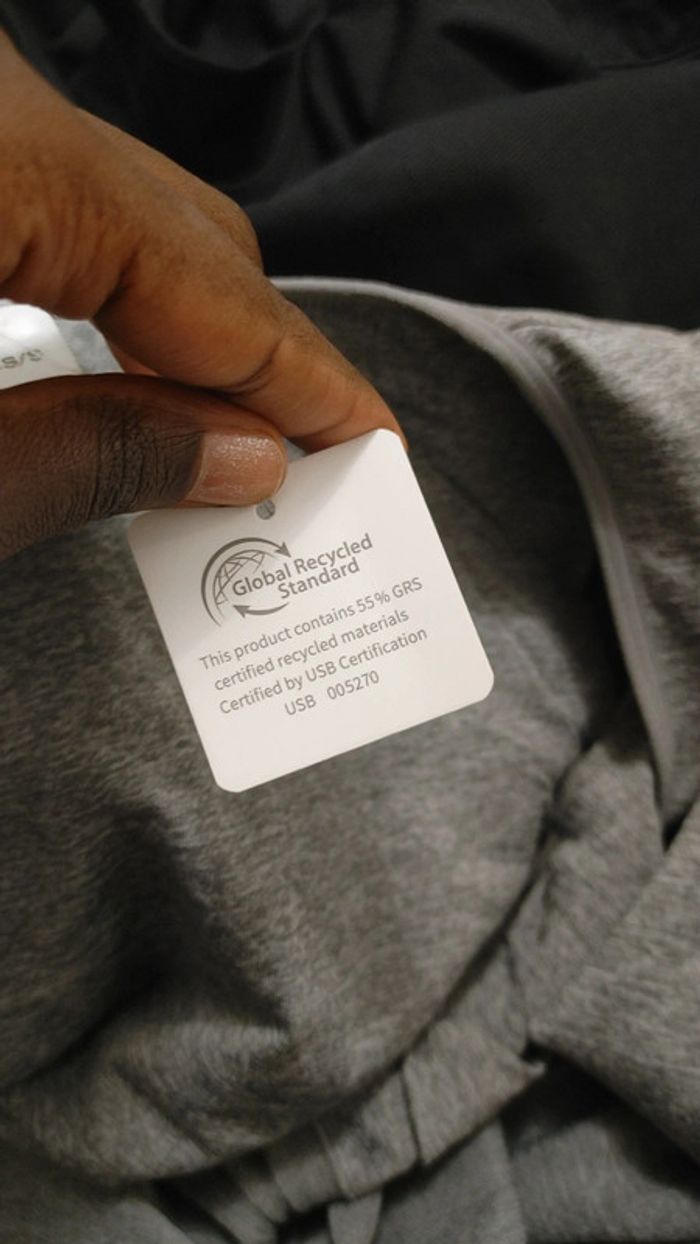 Global Recycled
Standard
This product contains 55% GRS
certified recycled materials
Certified by USB Certification
USB 005270